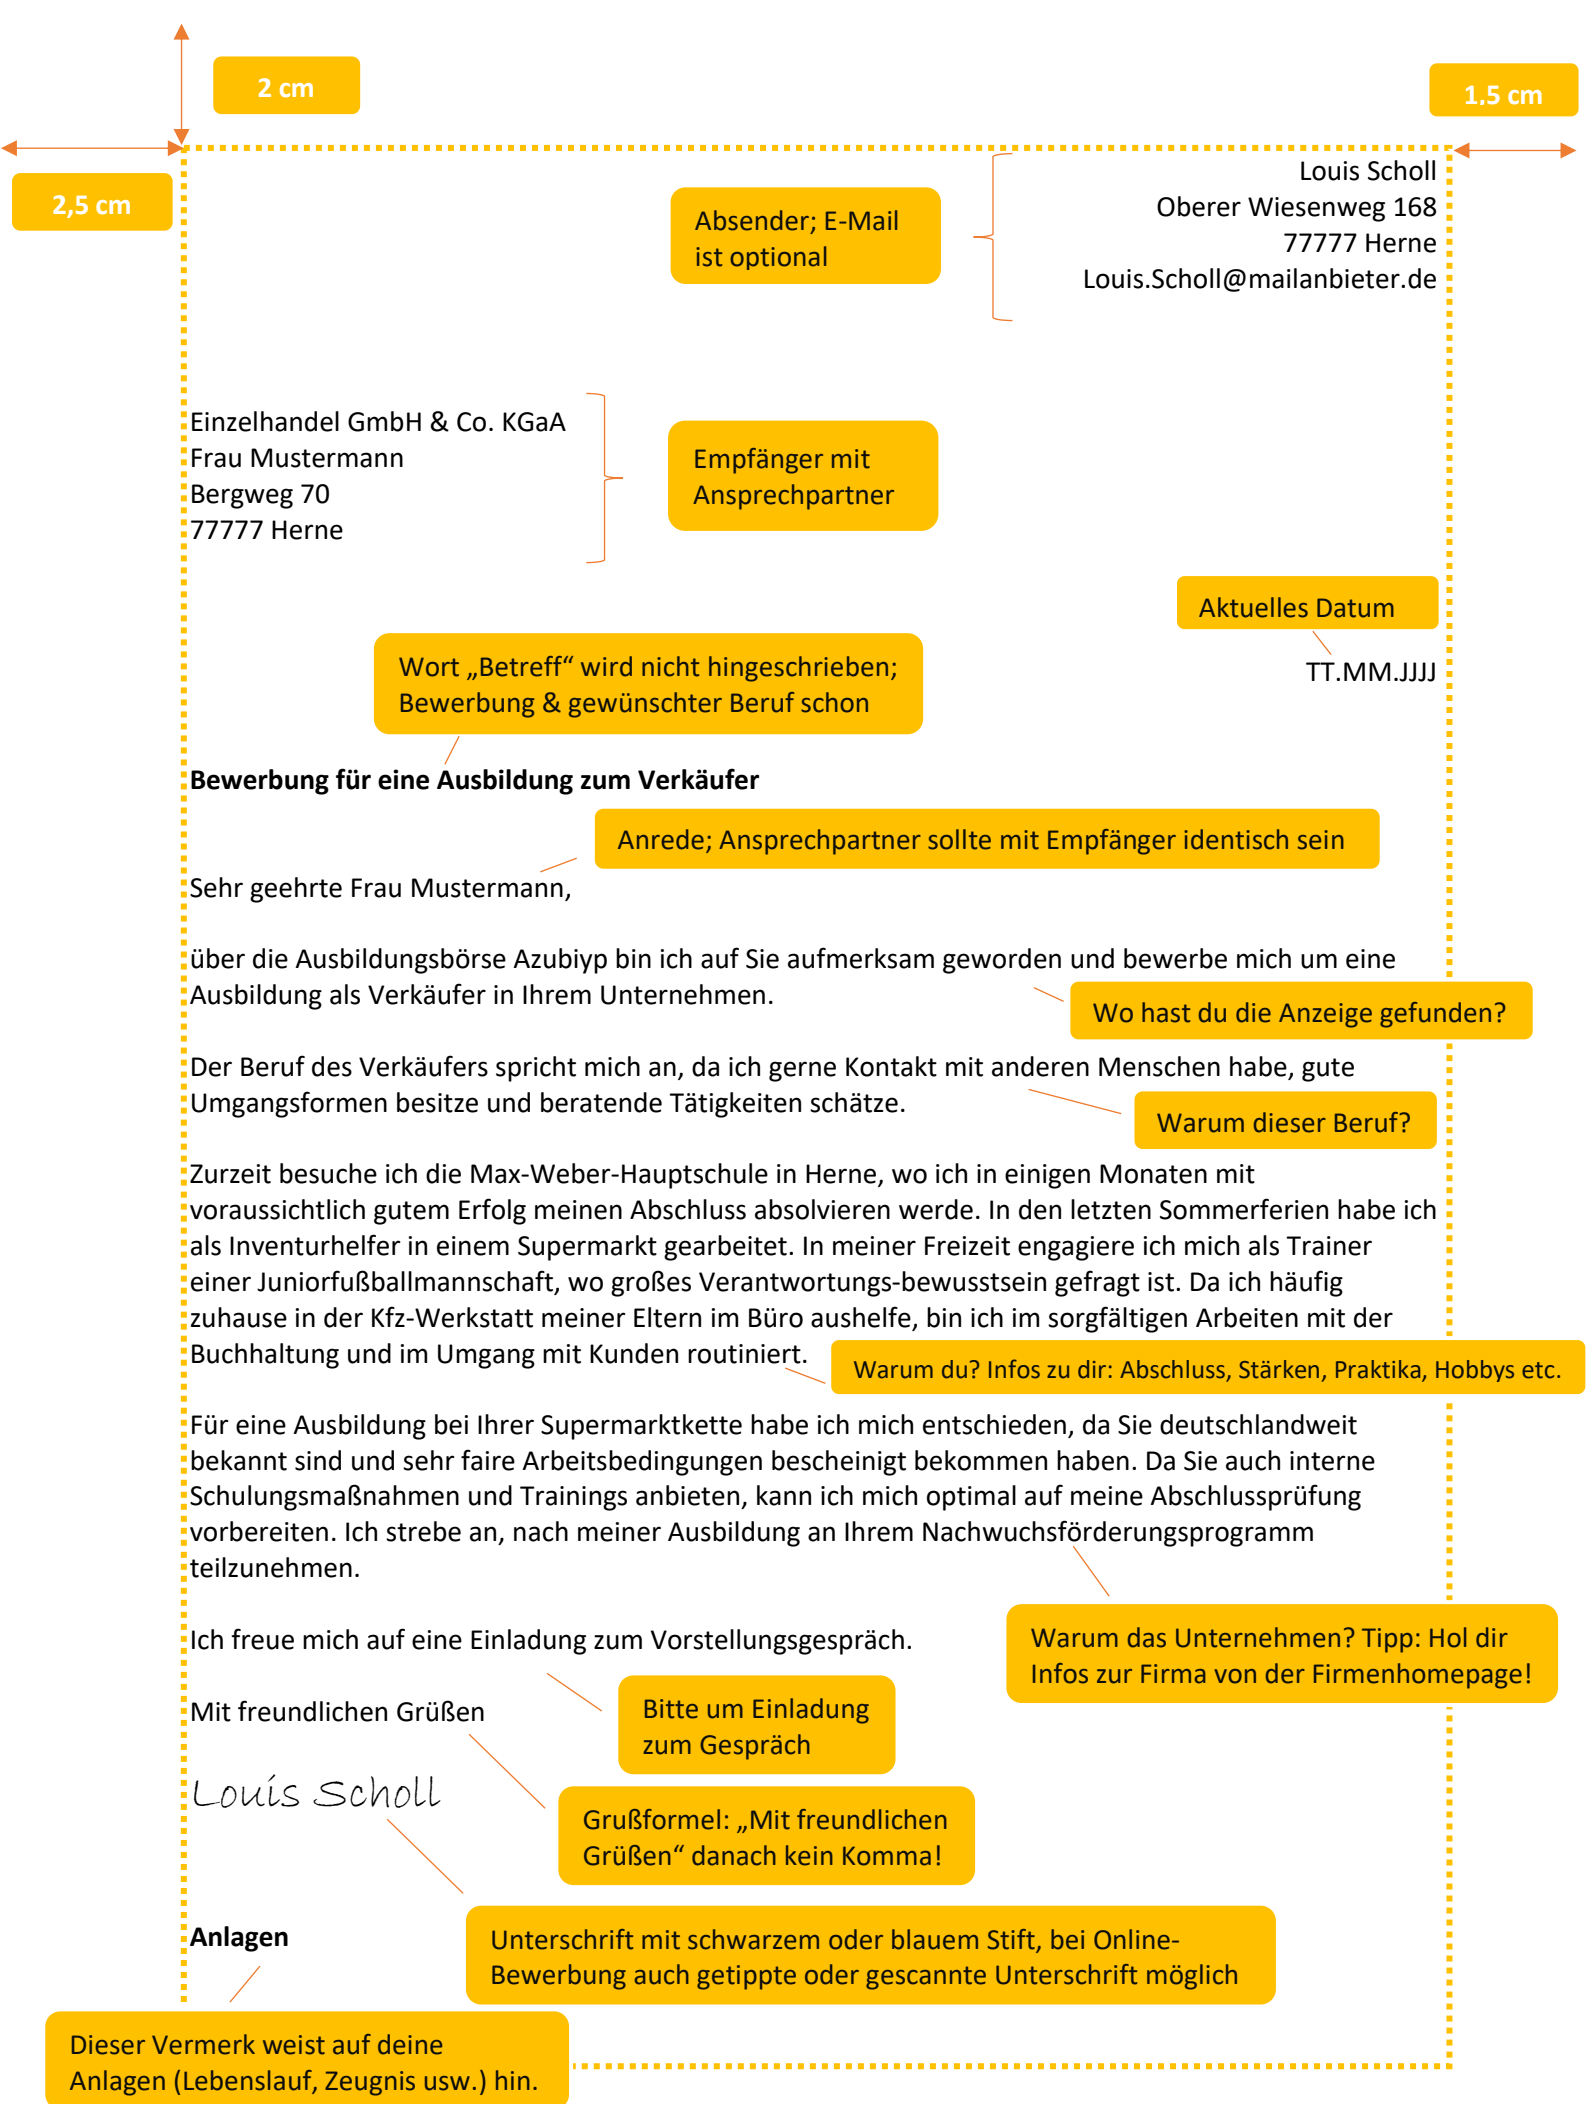 2 cm
1,5 cm
2,5 cm
Louis Scholl
Oberer Wiesenweg 168
77777 Herne
Louis.Scholl@mailanbieter.de
Absender; E-Mail
ist optional
Einzelhandel GmbH & Co. KGaA
Frau Mustermann
Bergweg 70
77777 Herne
Empfänger mit
Ansprechpartner
Aktuelles Datum
TT.MM.JJJJ
Wort „Betreff“ wird nicht hingeschrieben;
Bewerbung & gewünschter Beruf schon
Bewerbung für eine Ausbildung zum Verkäufer
Anrede; Ansprechpartner sollte mit Empfänger identisch sein
Sehr geehrte Frau Mustermann,
über die Ausbildungsbörse Azubiyp bin ich auf Sie aufmerksam geworden und bewerbe mich um eine
Ausbildung als Verkäufer in Ihrem Unternehmen.
Wo hast du die Anzeige gefunden?
Der Beruf des Verkäufers spricht mich an, da ich gerne Kontakt mit anderen Menschen habe, gute
Umgangsformen besitze und beratende Tätigkeiten schätze.
Warum dieser Beruf?
Zurzeit besuche ich die Max-Weber-Hauptschule in Herne, wo ich in einigen Monaten mit
voraussichtlich gutem Erfolg meinen Abschluss absolvieren werde. In den letzten Sommerferien habe ich
als Inventurhelfer in einem Supermarkt gearbeitet. In meiner Freizeit engagiere ich mich als Trainer
einer Juniorfußballmannschaft, wo großes Verantwortungs-bewusstsein gefragt ist. Da ich häufig
zuhause in der Kfz-Werkstatt meiner Eltern im Büro aushelfe, bin ich im sorgfältigen Arbeiten mit der
Buchhaltung und im Umgang mit Kunden routiniert.
Warum du? Infos zu dir: Abschluss, Stärken, Praktika, Hobbys etc.
Für eine Ausbildung bei Ihrer Supermarktkette habe ich mich entschieden, da Sie deutschlandweit
bekannt sind und sehr faire Arbeitsbedingungen bescheinigt bekommen haben. Da Sie auch interne
Schulungsmaßnahmen und Trainings anbieten, kann ich mich optimal auf meine Abschlussprüfung
vorbereiten. Ich strebe an, nach meiner Ausbildung an Ihrem Nachwuchsförderungsprogramm
teilzunehmen.
Warum das Unternehmen? Tipp: Hol dir
Infos zur Firma von der Firmenhomepage!
Ich freue mich auf eine Einladung zum Vorstellungsgespräch.
Bitte um Einladung
zum Gespräch
Mit freundlichen Grüßen
Grußformel: „Mit freundlichen
Grüßen“ danach kein Komma!
Louis Scholl
Unterschrift mit schwarzem oder blauem Stift, bei Online-
Bewerbung auch getippte oder gescannte Unterschrift möglich
Anlagen
Dieser Vermerk weist auf deine
Anlagen (Lebenslauf, Zeugnis usw.) hin.